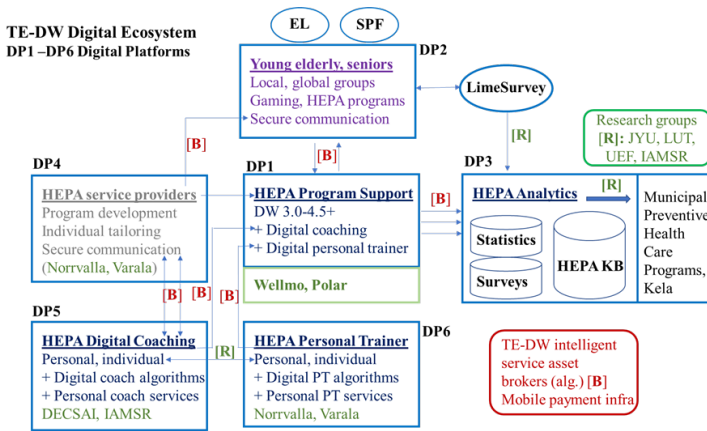 TE-DW Digital Ecosystem
DP1 –DP6 Digital Platforms
EL
SPF
DP2
Young elderly, seniors
Local, global groups
Gaming, HEPA programs
Secure communication
LimeSurvey
[R]
Research groups
[R]: JYU, LUT,
UEF, IAMSR
[B]
[B]
DP4
HEPA service providers
Program development
Individual tailoring
Secure communication
(Norrvalla, Varala)
DP1
HEPA Program Support
DW 3.0-4.5+
+ Digital coaching
+ Digital personal trainer
Wellmo, Polar
[B]
DP3
HEPA Analytics
[R]
Statistics
Surveys
HEPA KB
Municipal
Preventive
Health
Care
Programs,
Kela
[B]
[B]
[B]
DP5
HEPA Digital Coaching
Personal, individual
+ Digital coach algorithms
+ Personal coach services
DECSAI, IAMSR
[R]
DP6
HEPA Personal Trainer
Personal, individual
+ Digital PT algorithms
+ Personal PT services
Norrvalla, Varala
TE-DW intelligent
service asset
brokers (alg.) [B]
Mobile payment infra